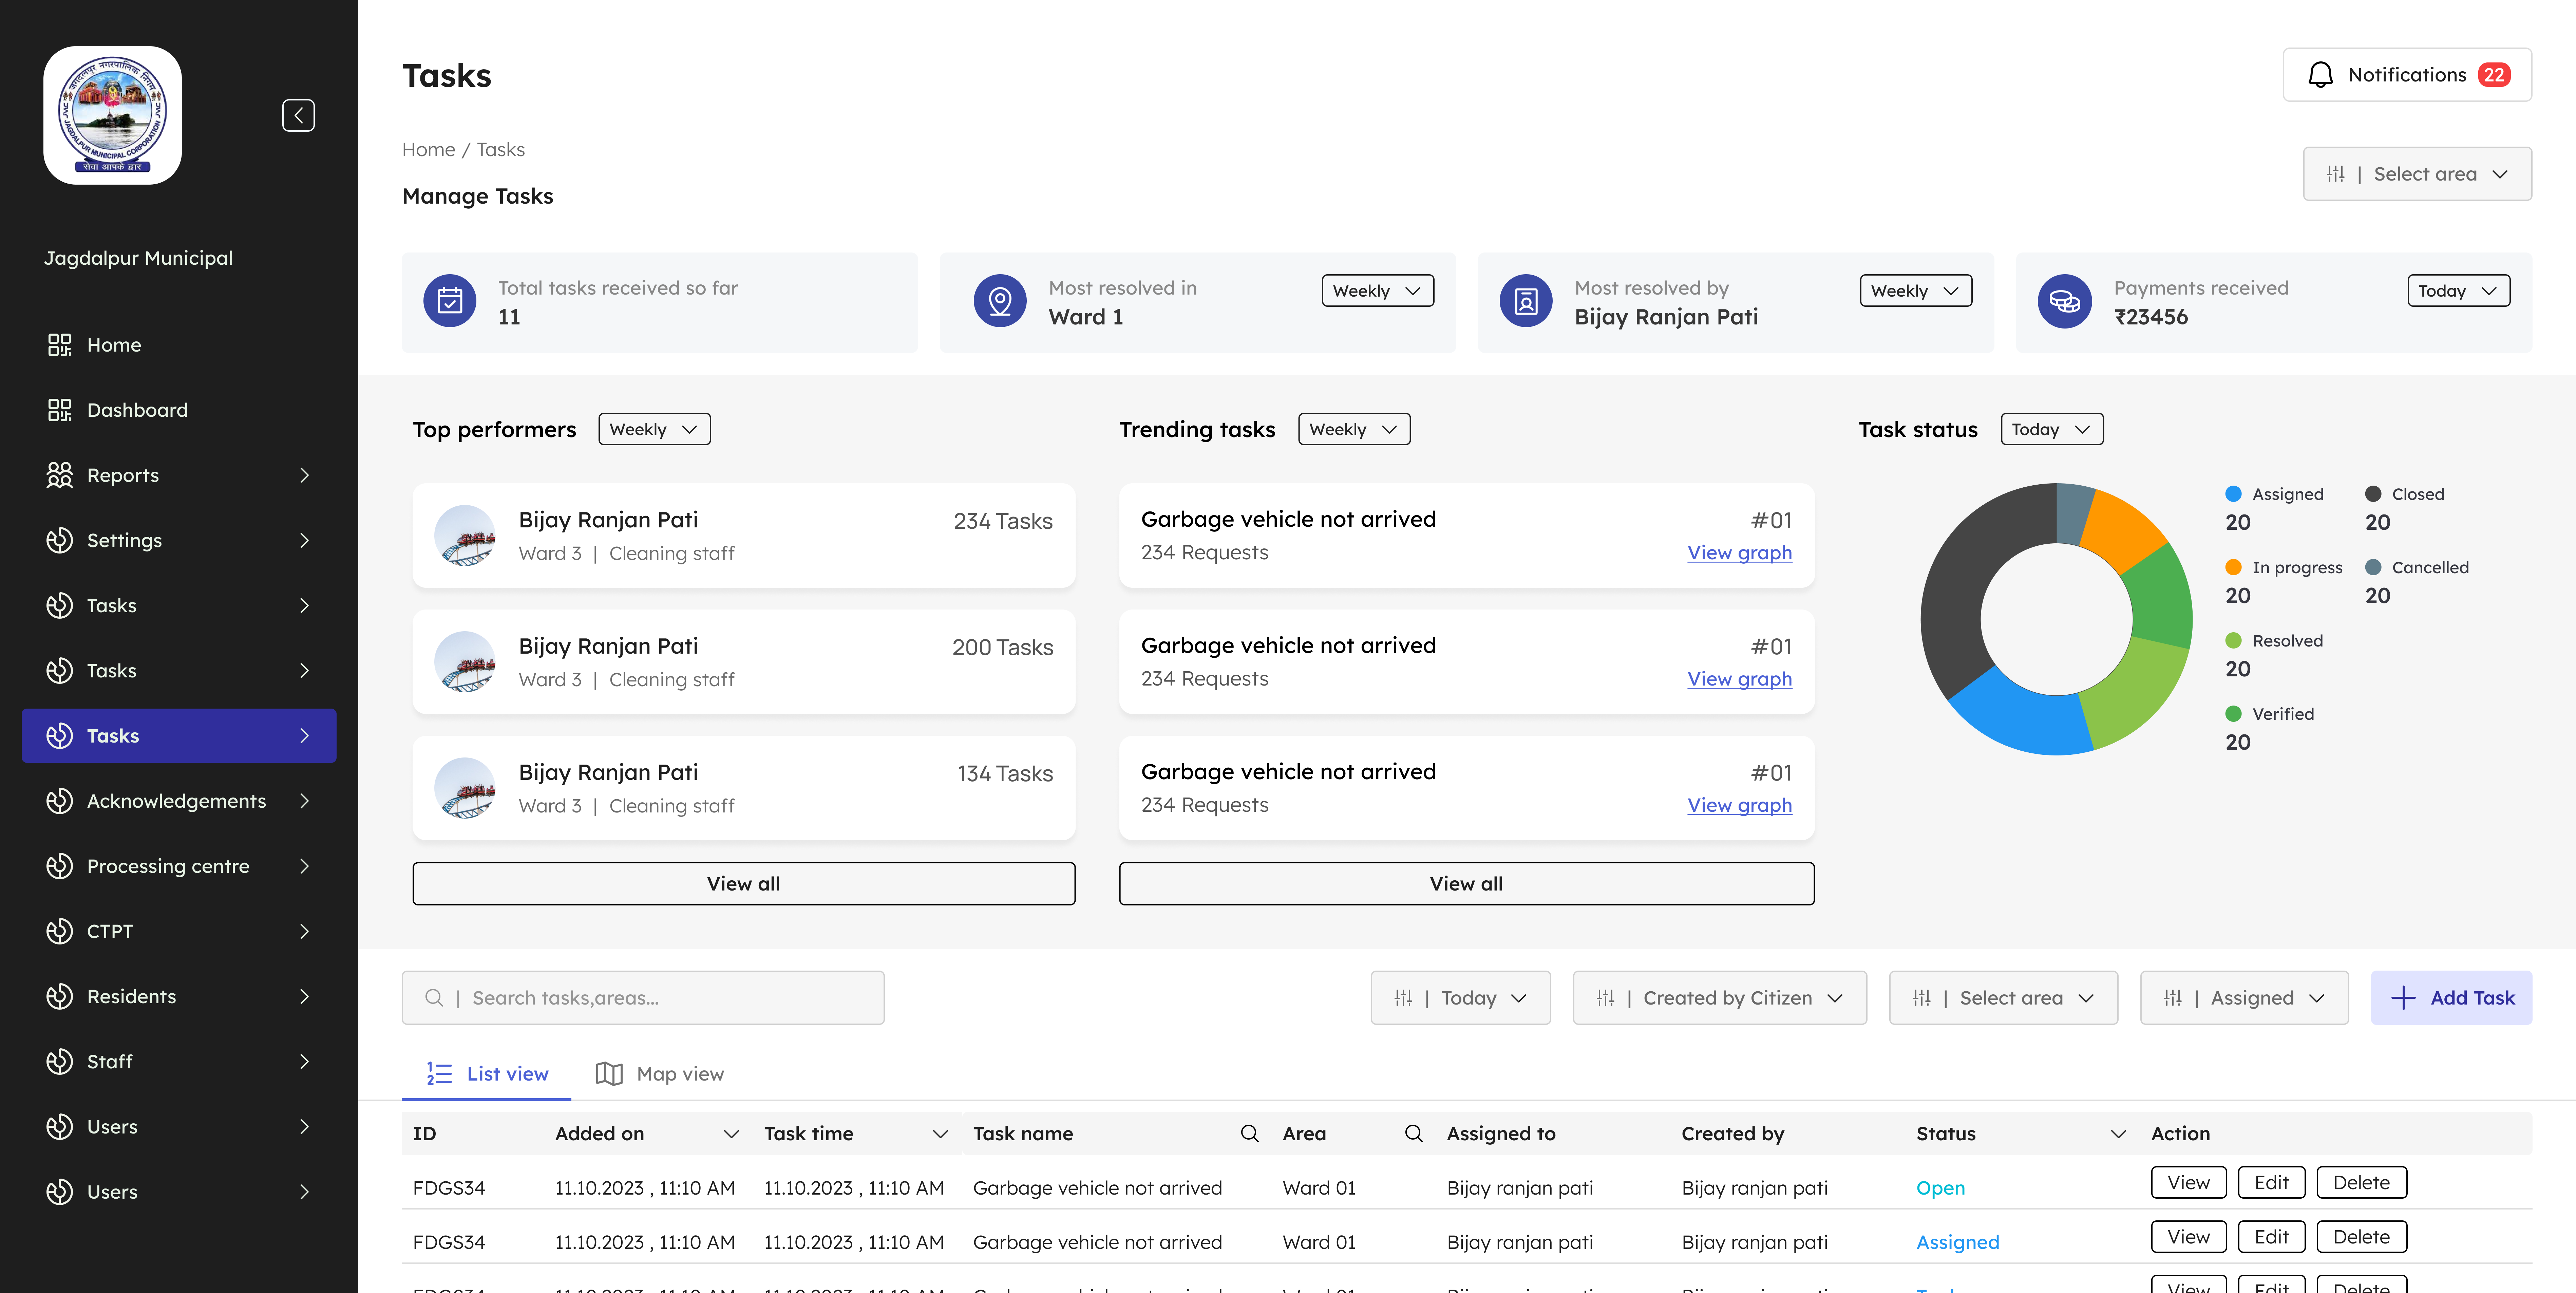 जगदलपुर नगरपालिक निगम
JMC
JMC
JAGDALPUR MUNICIPAL CORPORATION
सेवा आपके द्वार
Jagdalpur Municipal
Home
Dashboard
Reports
Settings
Tasks
Tasks
Tasks
Acknowledgements
Processing centre
CTPT
Residents
Staff
Users
Users
Tasks
Notifications 22
Home / Tasks
Manage Tasks
| Select area
Total tasks received so far
11
Most resolved in
Ward 1
Weekly
Most resolved by
Bijay Ranjan Pati
Weekly
Payments received
₹23456
Today
Top performers Weekly
Bijay Ranjan Pati 234 Tasks
Ward 3 | Cleaning staff
Bijay Ranjan Pati 200 Tasks
Ward 3 | Cleaning staff
Bijay Ranjan Pati 134 Tasks
Ward 3 | Cleaning staff
View all
Trending tasks Weekly
Garbage vehicle not arrived #01
234 Requests View graph
Garbage vehicle not arrived #01
234 Requests View graph
Garbage vehicle not arrived #01
234 Requests View graph
View all
Task status Today
Assigned Closed
20 20
In progress Cancelled
20 20
Resolved
20
Verified
20
| Search tasks,areas...
| Today
| Created by Citizen
| Select area
| Assigned
Add Task
List view
Map view
ID Added on Task time Task name Area Assigned to Created by Status Action
FDGS34 11.10.2023 , 11:10 AM 11.10.2023 , 11:10 AM Garbage vehicle not arrived Ward 01 Bijay ranjan pati Bijay ranjan pati Open View Edit Delete
FDGS34 11.10.2023 , 11:10 AM 11.10.2023 , 11:10 AM Garbage vehicle not arrived Ward 01 Bijay ranjan pati Bijay ranjan pati Assigned View Edit Delete
View Edit Delete